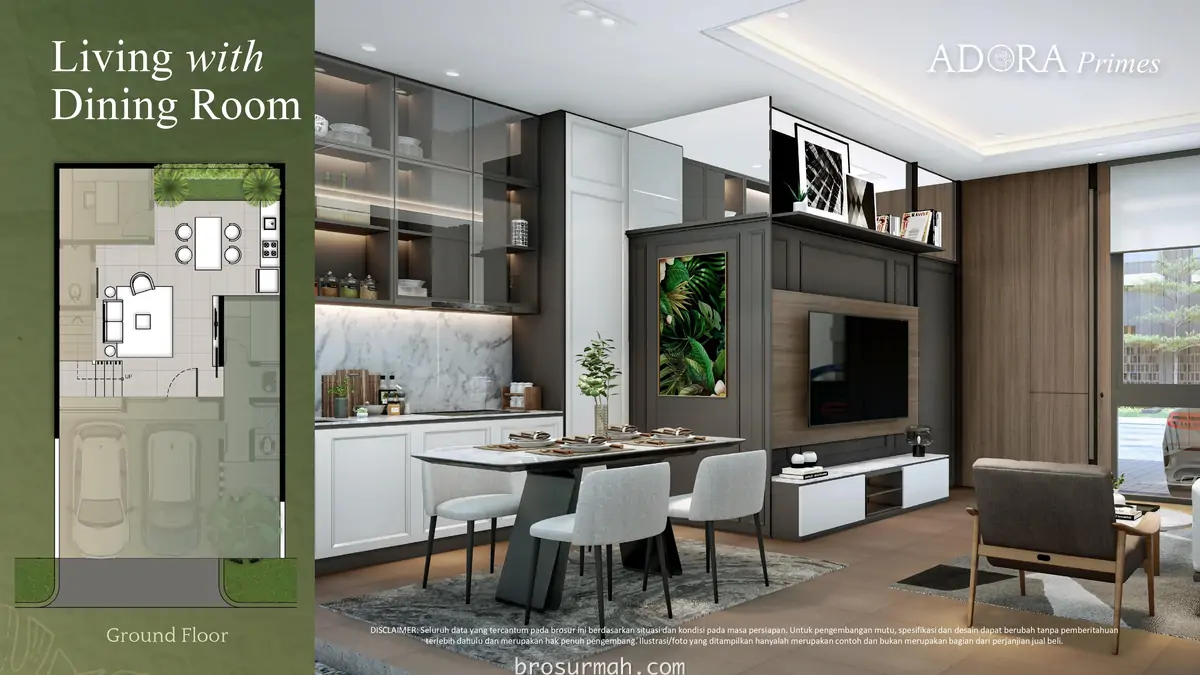 Living with
Dining Room
ADORA Primes
UP
Ground Floor
DISCLAIMER: Seluruh data yang tercantum pada brosur ini berdasarkan situasi dan kondisi pada masa persiapan. Untuk pengembangan mutu, spesifikasi dan desain dapat berubah tanpa pemberitahuan
terlebih dahulu dan merupakan hak penuh pengembang. Ilustrasi/foto yang ditampilkan hanyalah merupakan contoh dan bukan merupakan bagian dari perjanjian jual beli.
brosurmah.com